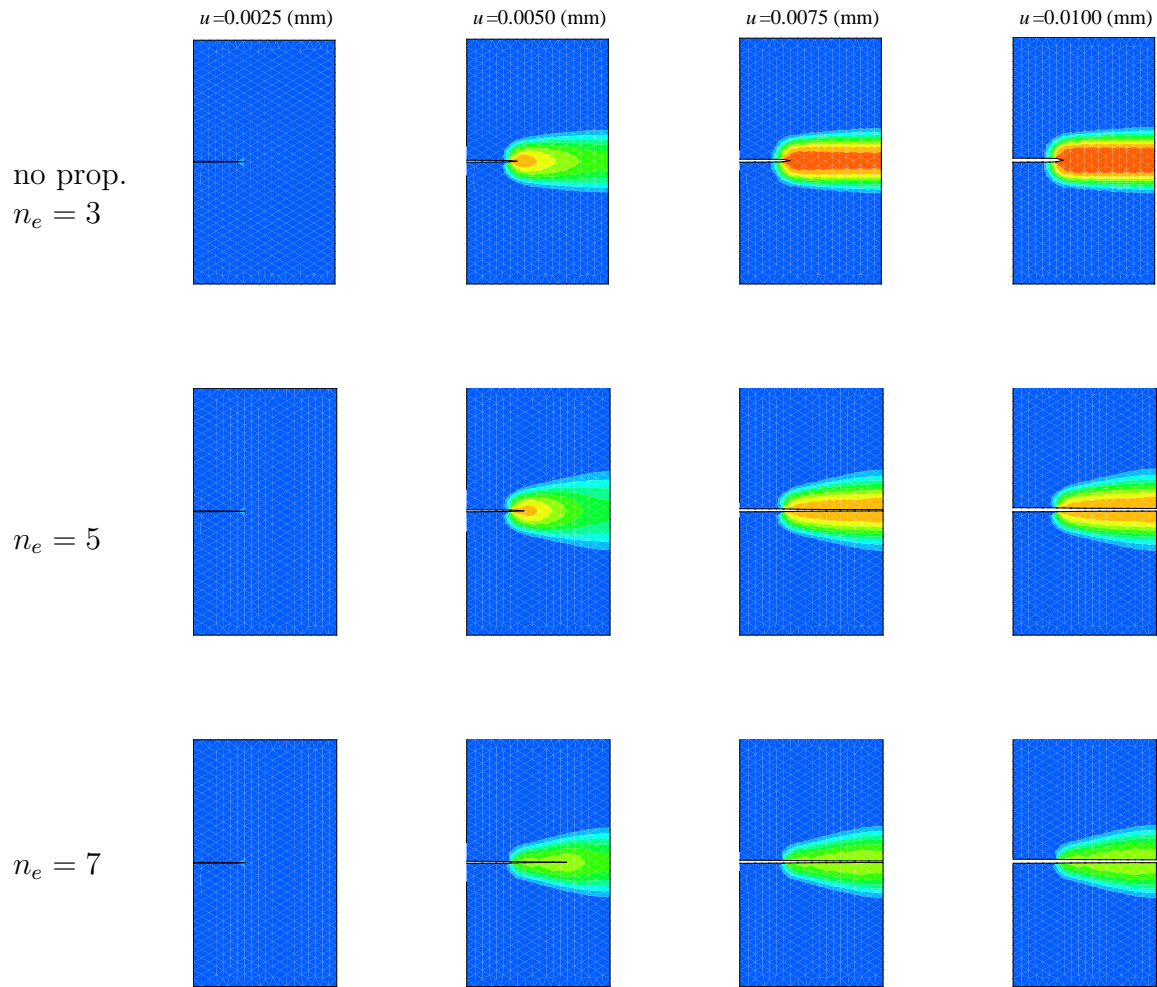 u=0.0025 (mm) u=0.0050 (mm) u=0.0075 (mm) u=0.0100 (mm)
no prop.
n_e = 3
n_e = 5
n_e = 7